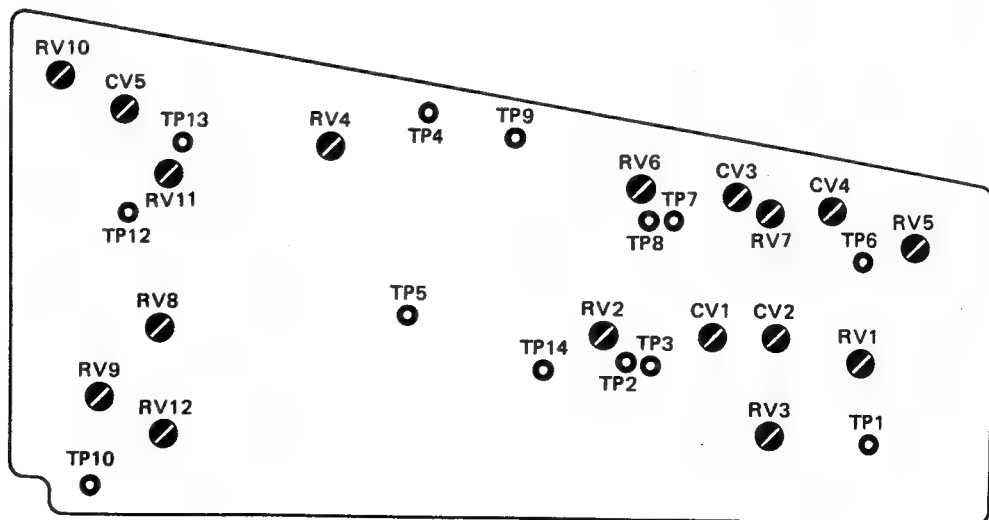 RV10
CV5
TP13
RV4
TP4
TP9
RV11
TP12
RV6
TP7
TP8
CV3
RV7
CV4
RV5
TP6
RV8
TP5
RV2
CV1
CV2
RV1
TP14
TP2
TP3
RV9
RV12
RV3
TP1
TP10